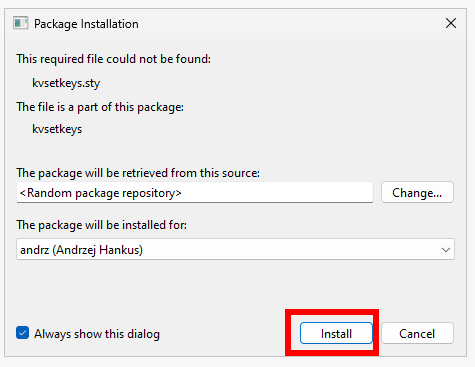 Package Installation
This required file could not be found:
kvsetkeys.sty
The file is a part of this package:
kvsetkeys
The package will be retrieved from this source:
<Random package repository>
Change...
The package will be installed for:
andrz (Andrzej Hankus)
Always show this dialog
Install
Cancel